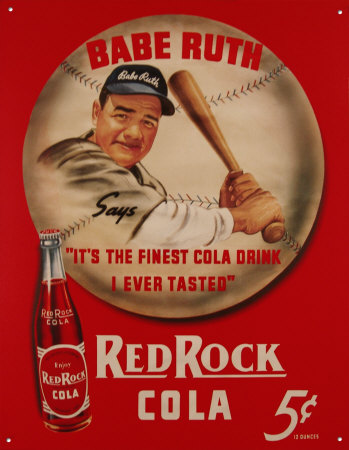 BABE RUTH
Babe Ruth
Says
"IT'S THE FINEST COLA DRINK
I EVER TASTED"
RED ROCK
COLA
Enjoy
RED ROCK
COLA
RED ROCK
COLA
5¢
12 OUNCES